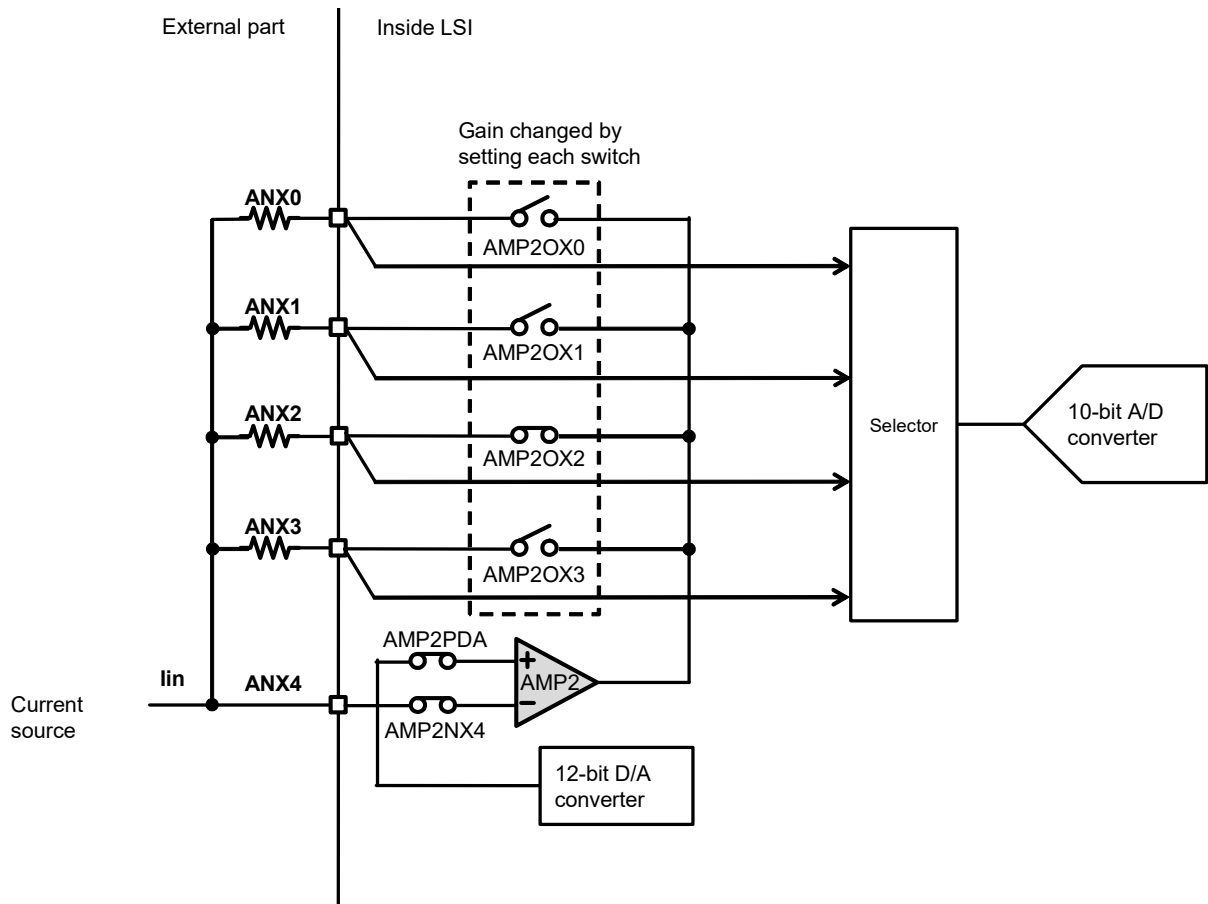 External part
Inside LSI
Gain changed by
setting each switch
ANX0
AMP2OX0
ANX1
AMP2OX1
ANX2
AMP2OX2
Selector
10-bit A/D
converter
ANX3
AMP2OX3
AMP2PDA
Iin
ANX4
+
AMP2
−
Current
source
AMP2NX4
12-bit D/A
converter